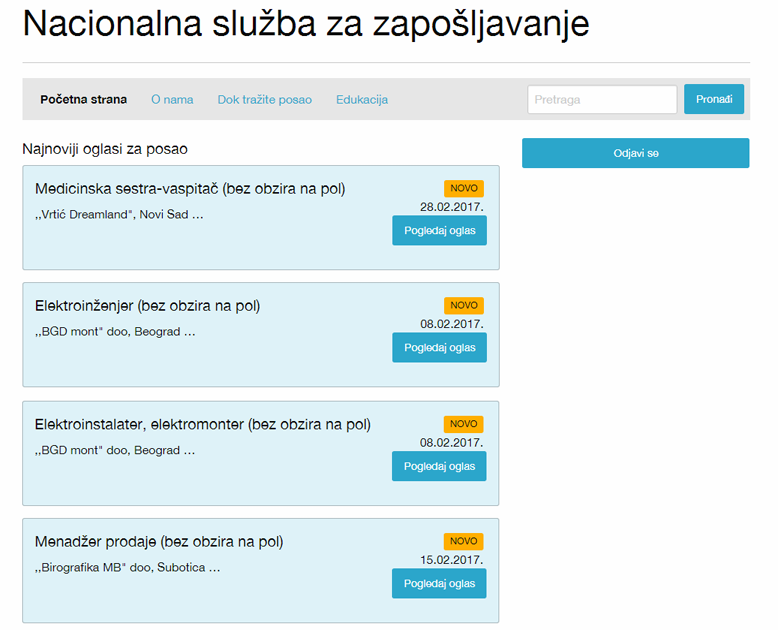 Nacionalna služba za zapošljavanje
Početna strana O nama Dok tražite posao Edukacija Pretraga Pronađi
Najnoviji oglasi za posao
Odjavi se
Medicinska sestra-vaspitač (bez obzira na pol)
NOVO
,,Vrtić Dreamland", Novi Sad ...
28.02.2017.
Pogledaj oglas
Elektroinženjer (bez obzira na pol)
NOVO
,,BGD mont" doo, Beograd ...
08.02.2017.
Pogledaj oglas
Elektroinstalater, elektromonter (bez obzira na pol)
NOVO
,,BGD mont" doo, Beograd ...
08.02.2017.
Pogledaj oglas
Menadžer prodaje (bez obzira na pol)
NOVO
,,Birografika MB" doo, Subotica ...
15.02.2017.
Pogledaj oglas